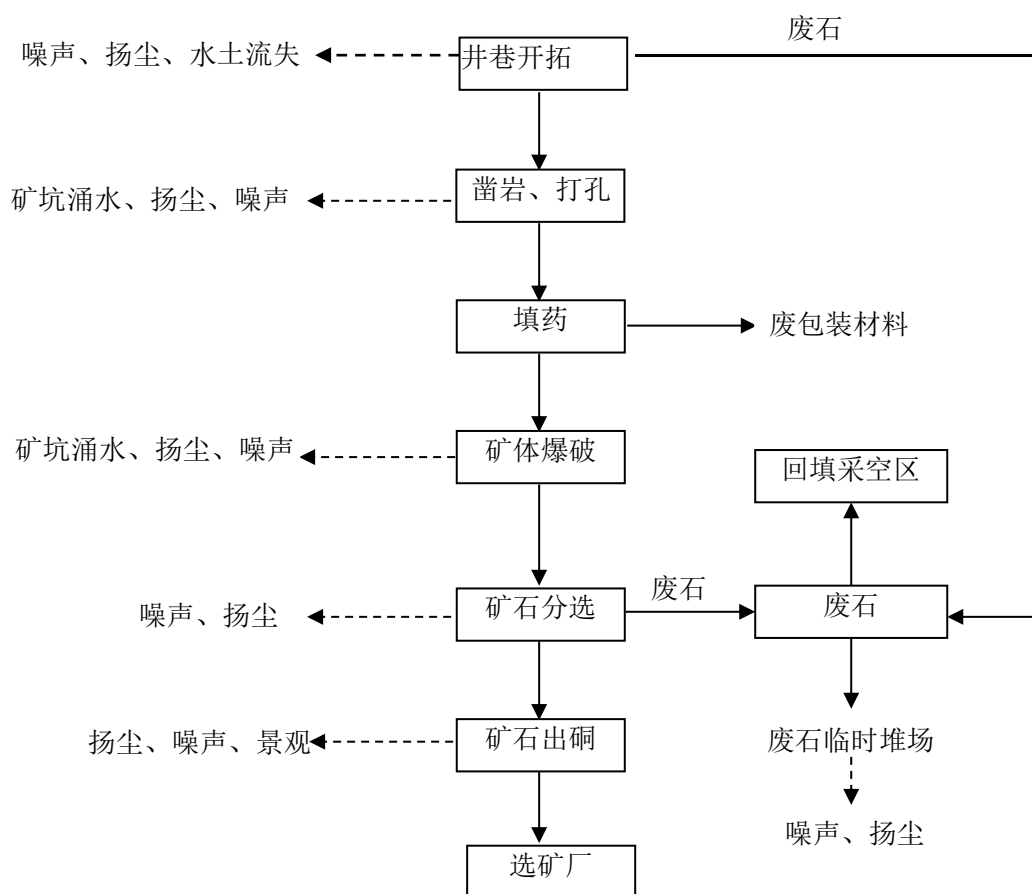 废石
噪声、扬尘、水土流失
井巷开拓
矿坑涌水、扬尘、噪声
凿岩、打孔
填药
废包装材料
矿坑涌水、扬尘、噪声
矿体爆破
回填采空区
噪声、扬尘
矿石分选
废石
废石
扬尘、噪声、景观
矿石出硐
废石临时堆场
噪声、扬尘
选矿厂